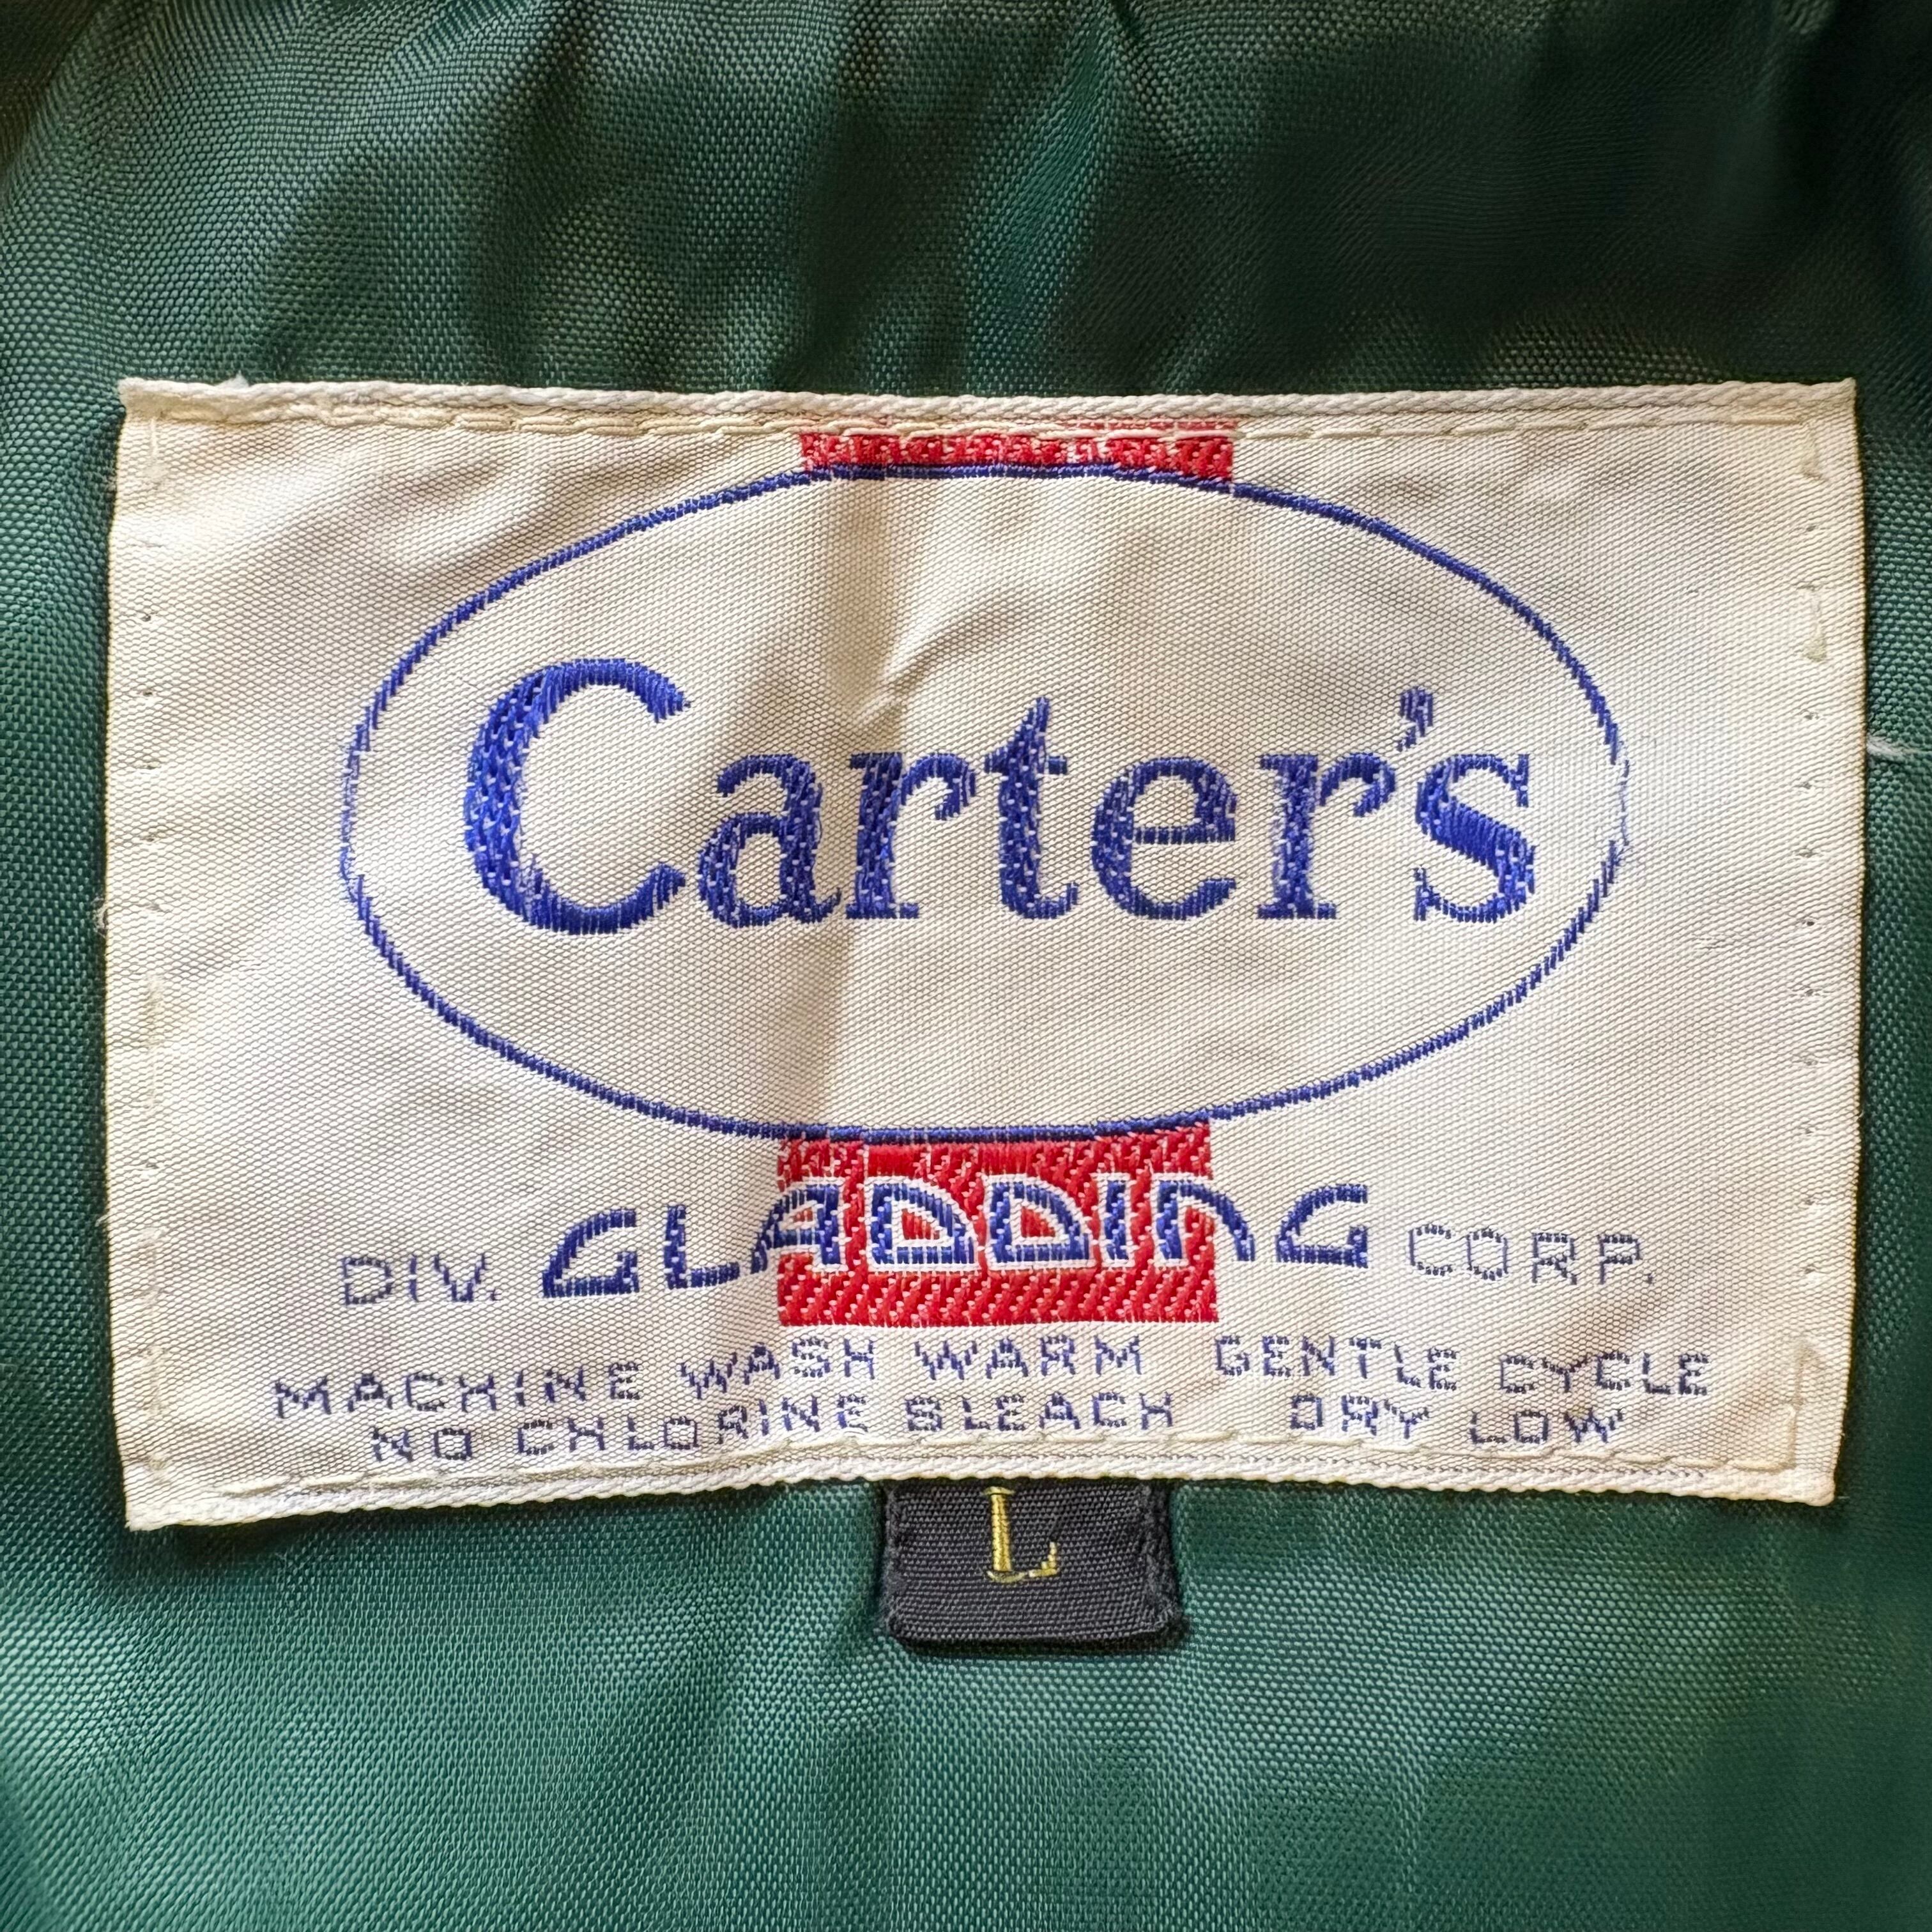 Carter's
DIV. GLADDING CORP.
MACHINE WASH WARM GENTLE CYCLE
NO CHLORINE BLEACH DRY LOW
L